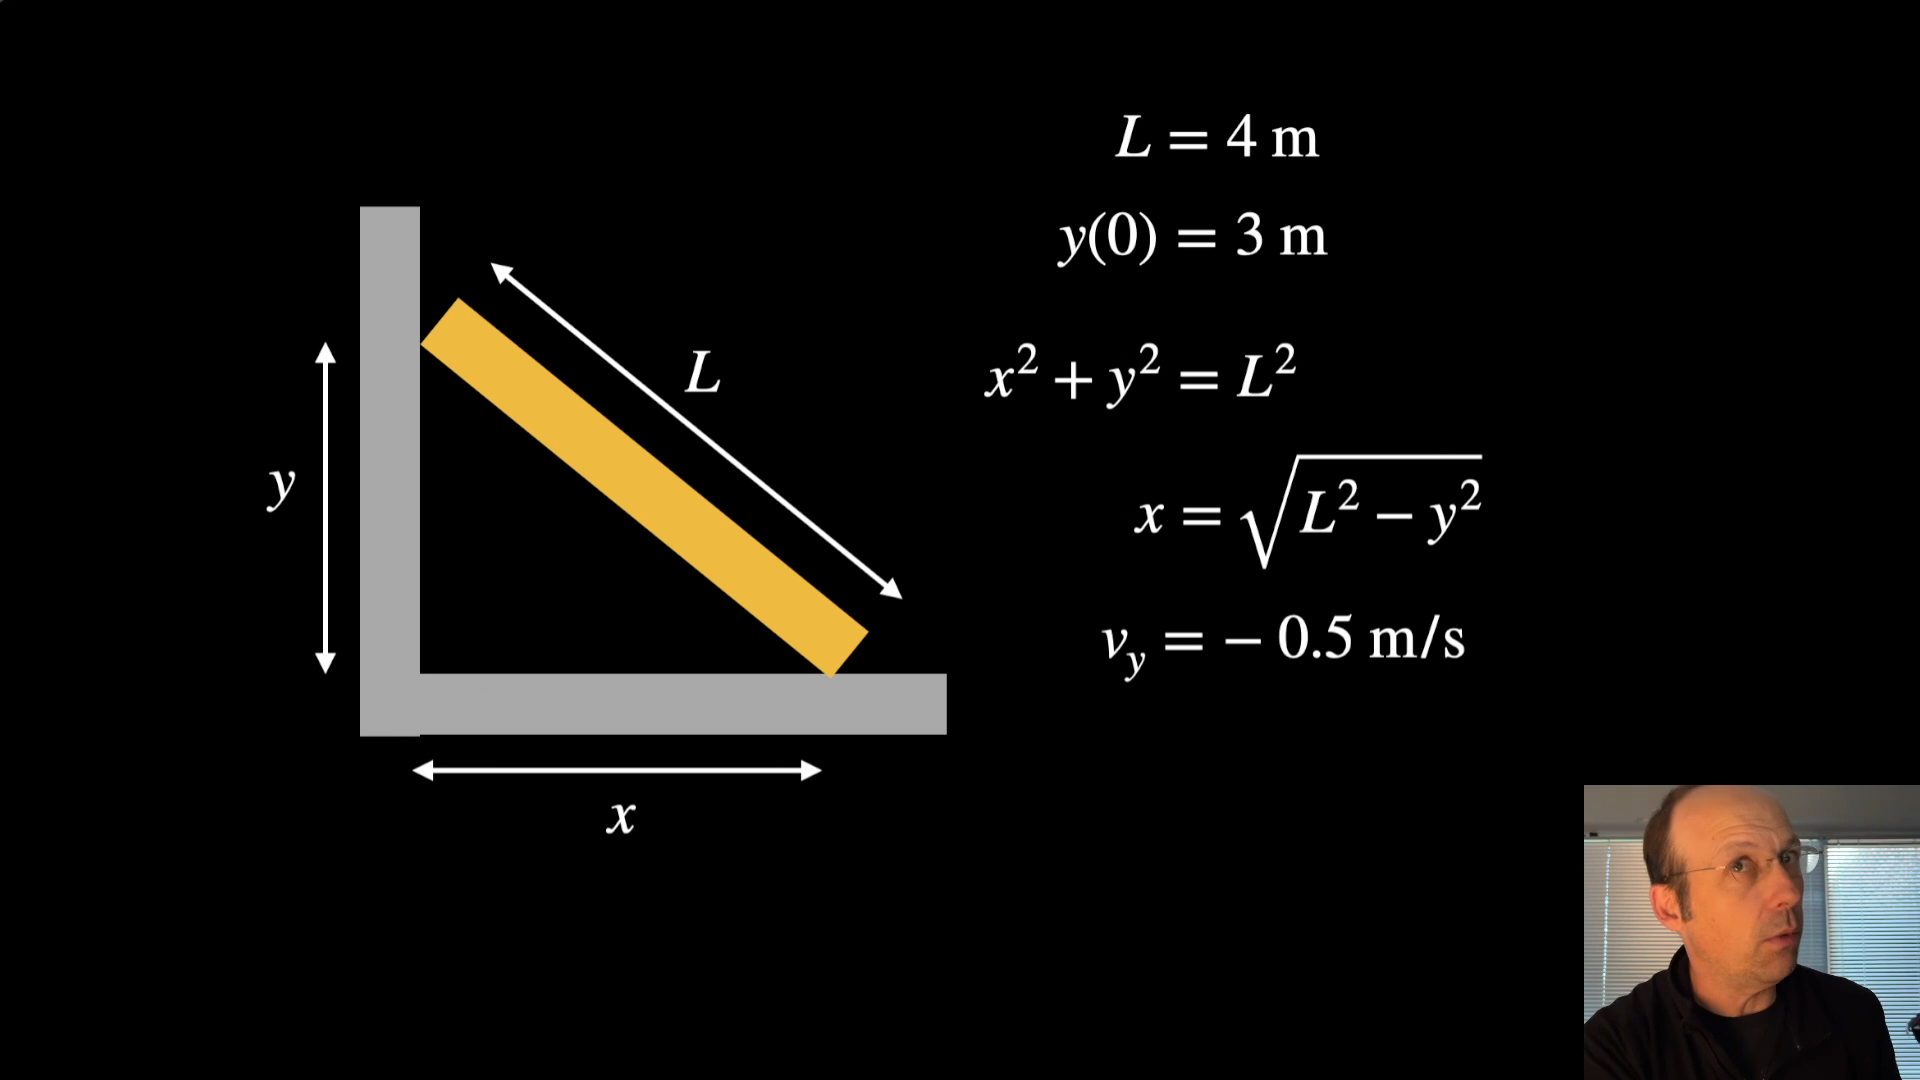 L = 4 m
y(0) = 3 m
L
x² + y² = L²
y
x = √(L² − y²)
v_y = − 0.5 m/s
x